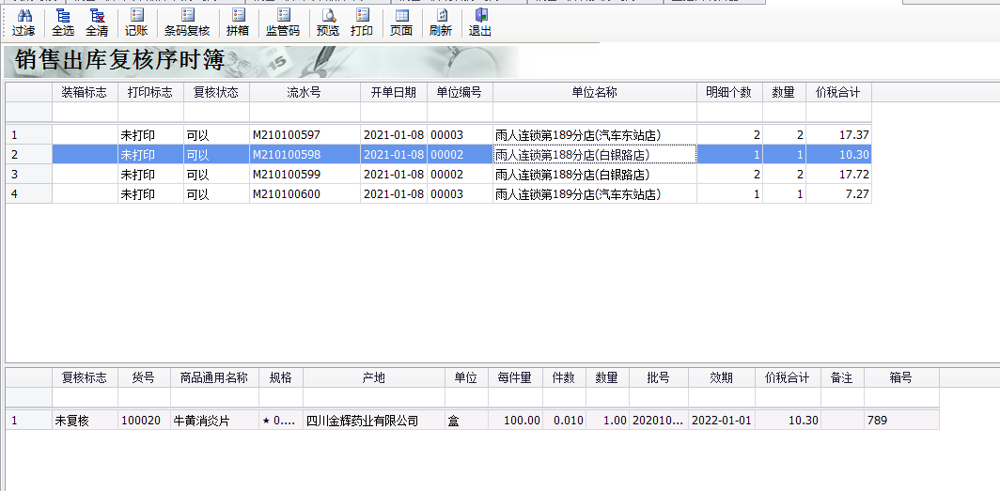 过滤 全选 全清 记账 条码复核 拼箱 监管码 预览 打印 页面 刷新 退出
销售出库复核序时簿
装箱标志 打印标志 复核状态 流水号 开单日期 单位编号 单位名称 明细个数 数量 价税合计
1 未打印 可以 M210100597 2021-01-08 00003 雨人连锁第189分店(汽车东站店) 2 2 17.37
2 未打印 可以 M210100598 2021-01-08 00002 雨人连锁第188分店(白银路店) 1 1 10.30
3 未打印 可以 M210100599 2021-01-08 00002 雨人连锁第188分店(白银路店) 2 2 17.72
4 未打印 可以 M210100600 2021-01-08 00003 雨人连锁第189分店(汽车东站店) 1 1 7.27
复核标志 货号 商品通用名称 规格 产地 单位 每件量 件数 数量 批号 效期 价税合计 备注 箱号
1 未复核 100020 牛黄消炎片 ★ 0.... 四川金辉药业有限公司 盒 100.00 0.010 1.00 202010... 2022-01-01 10.30 789